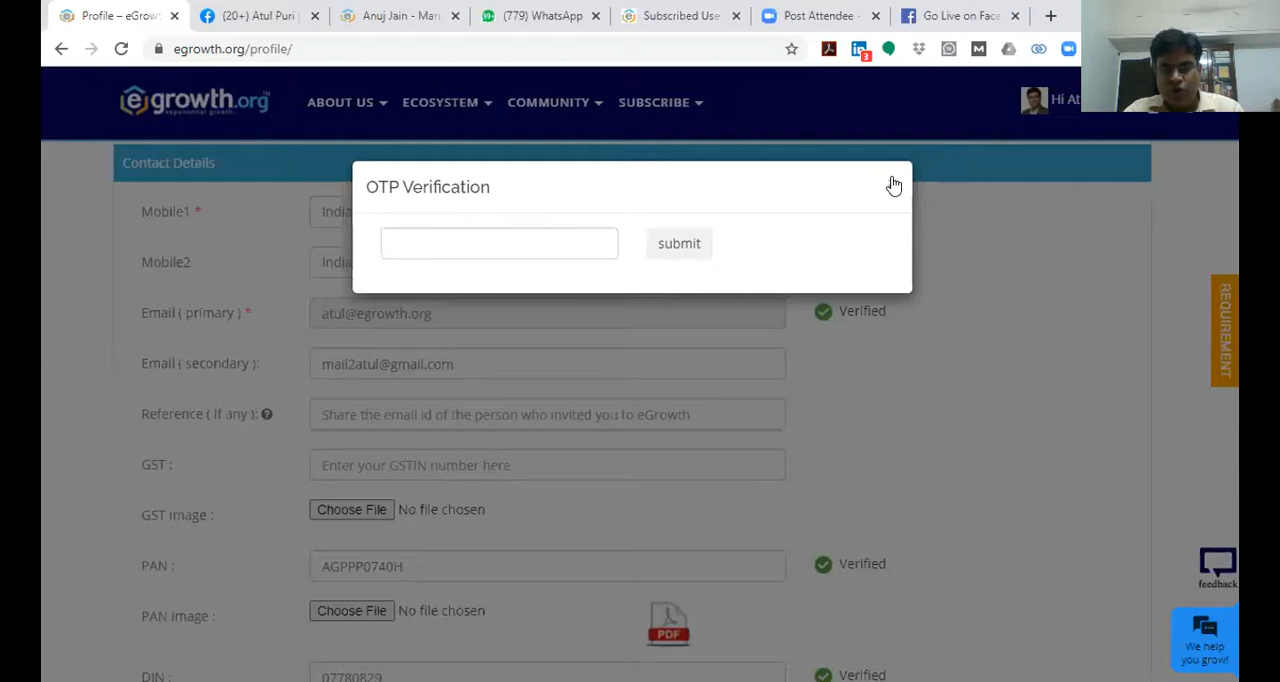 Profile – eGrow
(20+) Atul Puri
Anuj Jain - Man
(779) WhatsApp
Subscribed Use
Post Attendee -
Go Live on Face
egrowth.org/profile/
3
egrowth.org
exponential growth
ABOUT US
ECOSYSTEM
COMMUNITY
SUBSCRIBE
Hi At
Contact Details
OTP Verification
submit
Mobile1 *
India
Mobile2
India
Email ( primary ) *
atul@egrowth.org
Verified
Email ( secondary ):
mail2atul@gmail.com
Reference ( if any ):
Share the email id of the person who invited you to eGrowth
GST :
Enter your GSTIN number here
GST Image :
Choose File No file chosen
PAN :
AGPPP0740H
Verified
PAN Image :
Choose File No file chosen
PDF
DIN :
07780829
Verified
REQUIREMENT
feedback
We help
you grow!